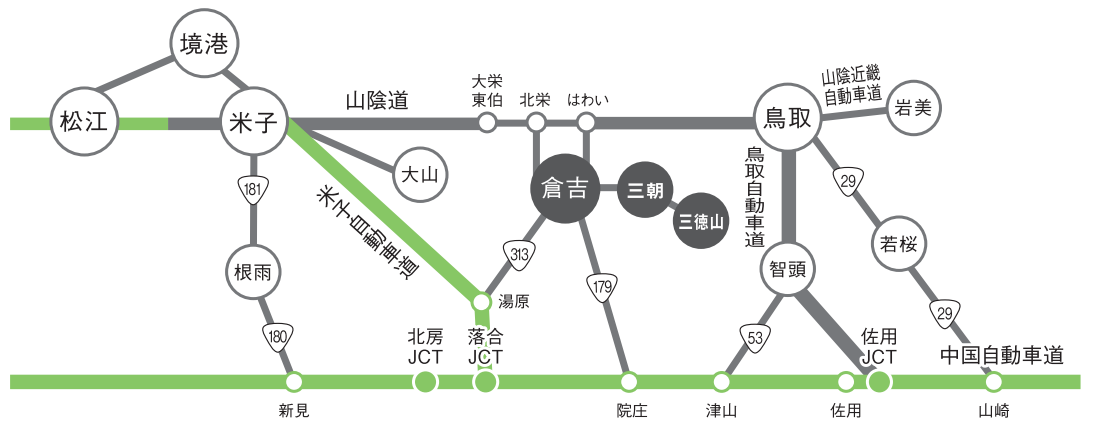 境港
松江
米子
山陰道
大栄
東伯
北栄
はわい
鳥取
山陰近畿
自動車道
岩美
大山
181
米子自動車道
倉吉
三朝
三徳山
鳥取自動車道
29
根雨
313
湯原
179
智頭
若桜
29
180
北房
JCT
落合
JCT
53
佐用
JCT
中国自動車道
新見
院庄
津山
佐用
山崎